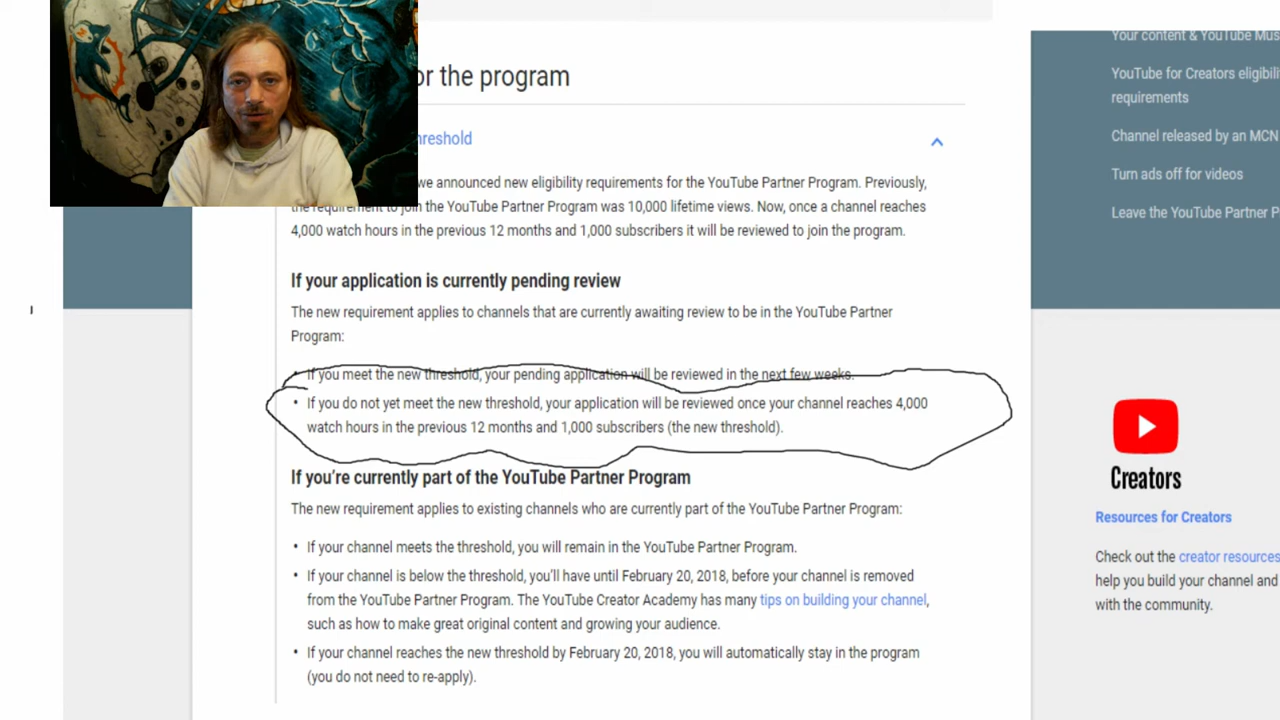 or the program
hreshold
we announced new eligibility requirements for the YouTube Partner Program. Previously,
the requirement to join the YouTube Partner Program was 10,000 lifetime views. Now, once a channel reaches
4,000 watch hours in the previous 12 months and 1,000 subscribers it will be reviewed to join the program.
If your application is currently pending review
The new requirement applies to channels that are currently awaiting review to be in the YouTube Partner
Program:
• If you meet the new threshold, your pending application will be reviewed in the next few weeks.
• If you do not yet meet the new threshold, your application will be reviewed once your channel reaches 4,000
watch hours in the previous 12 months and 1,000 subscribers (the new threshold).
If you're currently part of the YouTube Partner Program
The new requirement applies to existing channels who are currently part of the YouTube Partner Program:
• If your channel meets the threshold, you will remain in the YouTube Partner Program.
• If your channel is below the threshold, you'll have until February 20, 2018, before your channel is removed
from the YouTube Partner Program. The YouTube Creator Academy has many tips on building your channel,
such as how to make great original content and growing your audience.
• If your channel reaches the new threshold by February 20, 2018, you will automatically stay in the program
(you do not need to re-apply).
Your content & YouTube Mus
YouTube for Creators eligibili
requirements
Channel released by an MCN
Turn ads off for videos
Leave the YouTube Partner P
Creators
Resources for Creators
Check out the creator resources
help you build your channel and
with the community.